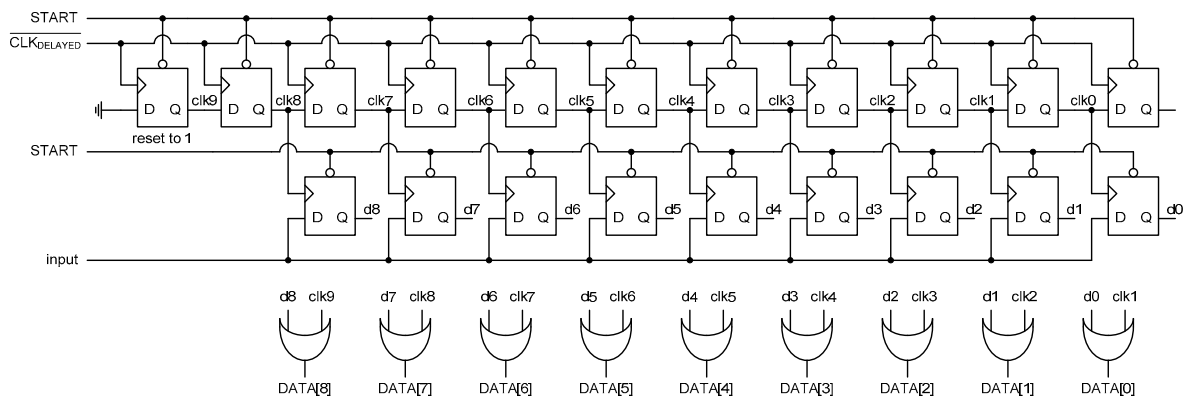 START
CLK DELAYED
D Q D Q D Q D Q D Q D Q D Q D Q D Q D Q D Q
clk9 clk8 clk7 clk6 clk5 clk4 clk3 clk2 clk1 clk0
reset to 1
START
D Q D Q D Q D Q D Q D Q D Q D Q D Q
d8 d7 d6 d5 d4 d3 d2 d1 d0
input
d8 clk9 d7 clk8 d6 clk7 d5 clk6 d4 clk5 d3 clk4 d2 clk3 d1 clk2 d0 clk1
DATA[8] DATA[7] DATA[6] DATA[5] DATA[4] DATA[3] DATA[2] DATA[1] DATA[0]